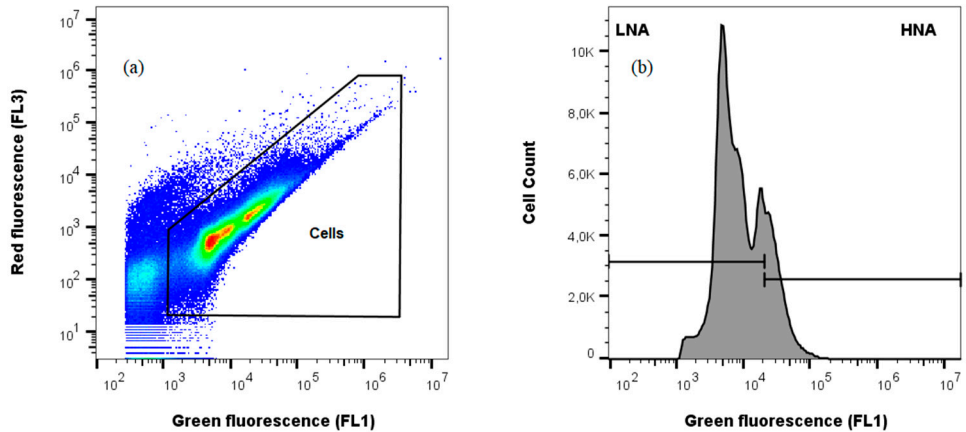 (a)
Red fluorescence (FL3)
10^7
10^6
10^5
10^4
10^3
10^2
10^1
Cells
10^2 10^3 10^4 10^5 10^6 10^7
Green fluorescence (FL1)
LNA HNA
(b)
Cell Count
10K
8,0K
6,0K
4,0K
2,0K
0
10^2 10^3 10^4 10^5 10^6 10^7
Green fluorescence (FL1)